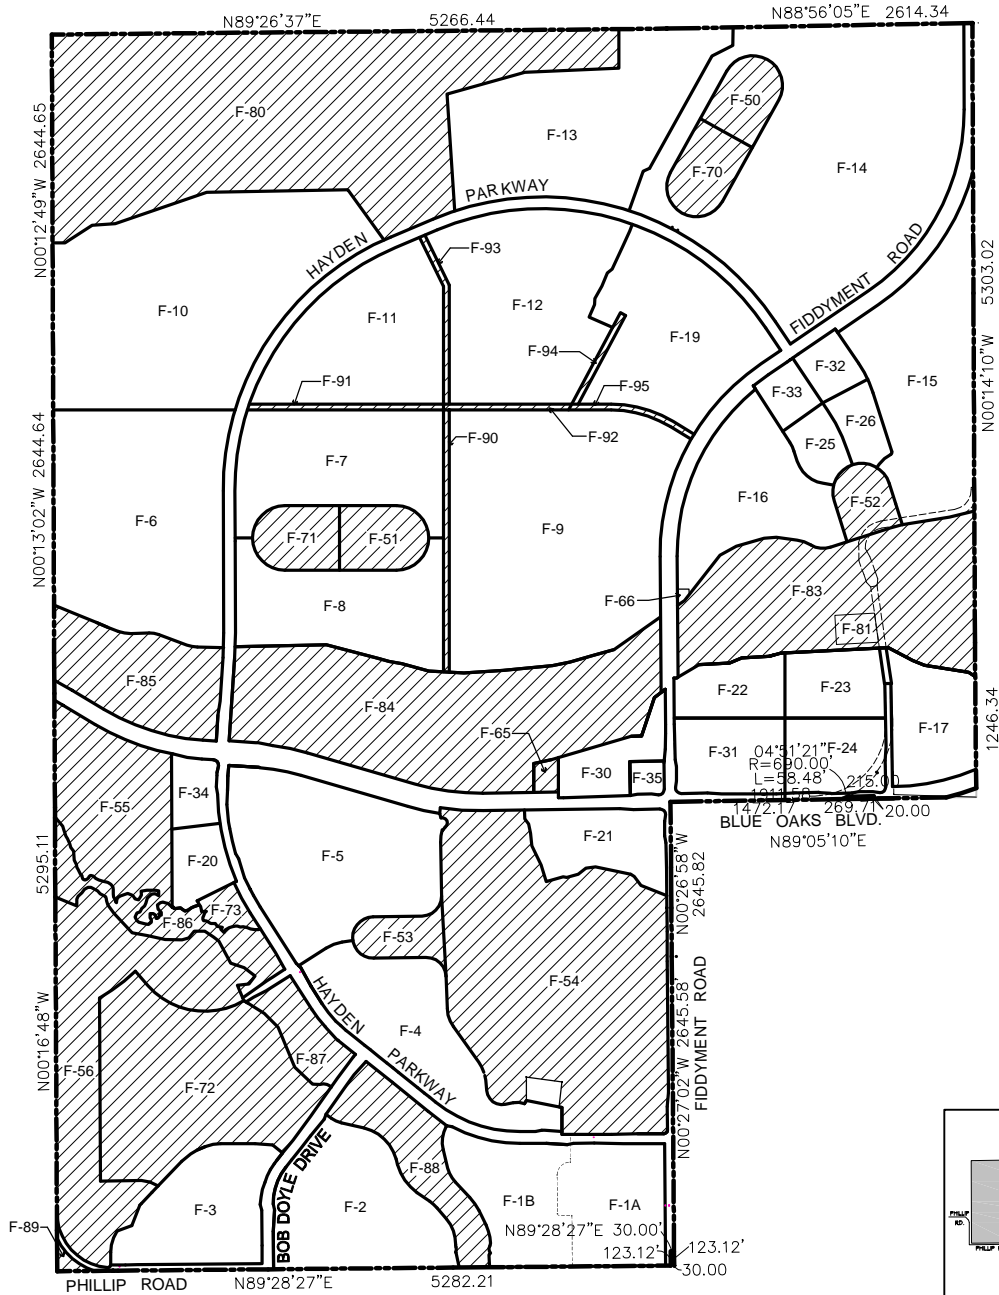 N89°26'37"E 5266.44 N88°56'05"E 2614.34
F-80
F-50
F-13
F-70
F-14
N00°12'49"W 2644.65
HAYDEN PARKWAY
FIDDYMENT ROAD
F-93
F-10
F-11
F-12
F-94
F-19
N00°14'10"W 5303.02
F-32
F-33
F-15
F-91
F-95
F-26
F-90
F-92
F-25
F-7
N00°13'02"W 2644.64
F-6
F-16
F-52
F-71
F-51
F-9
F-8
F-66
F-83
F-81
F-85
F-84
F-22
F-23
F-65
F-17
1246.34
F-31
F-24
04°51'21"
R=690.00'
L=58.48'
215.00
F-30
F-35
1472.17
269.71
20.00
BLUE OAKS BLVD.
N89°05'10"E
F-34
F-55
F-21
F-5
F-20
5295.11
N00°26'58"W
2645.82
F-73
F-86
F-53
F-54
HAYDEN PARKWAY
F-4
N00°16'48"W
F-56
F-87
F-72
N00°27'02"W 2645.58'
FIDDYMENT ROAD
BOB DOYLE DRIVE
F-88
F-3
F-2
F-1B
F-1A
F-89
N89°28'27"E 30.00'
123.12' 123.12'
30.00
PHILLIP ROAD N89°28'27"E 5282.21
PHILLIP
RD.
PHILLIP